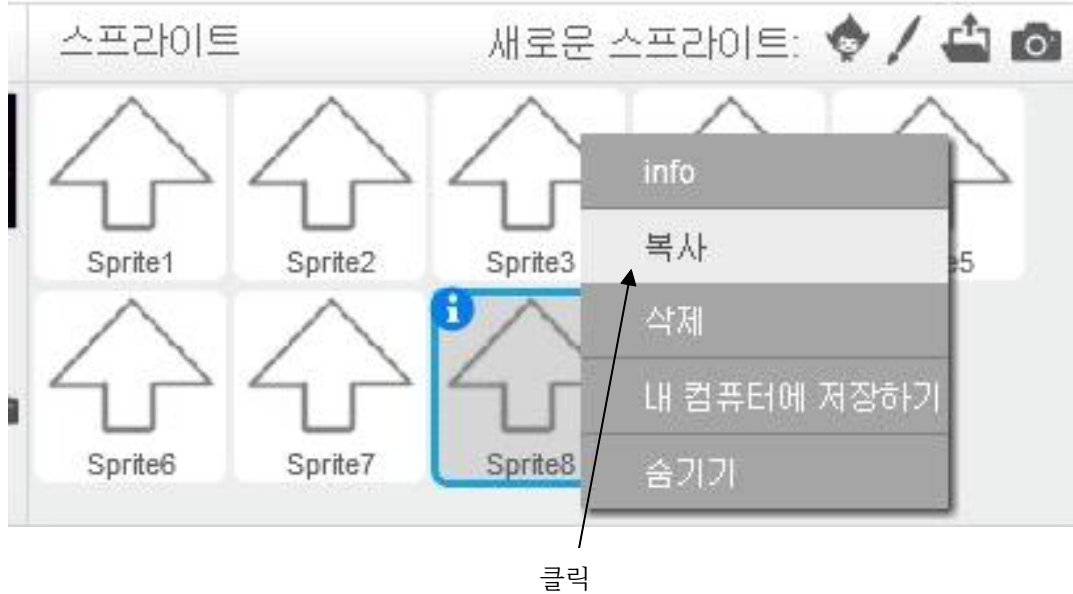 스프라이트
새로운 스프라이트:
Sprite1
Sprite2
Sprite3
e5
info
복사
삭제
내 컴퓨터에 저장하기
숨기기
Sprite6
Sprite7
Sprite8
클릭